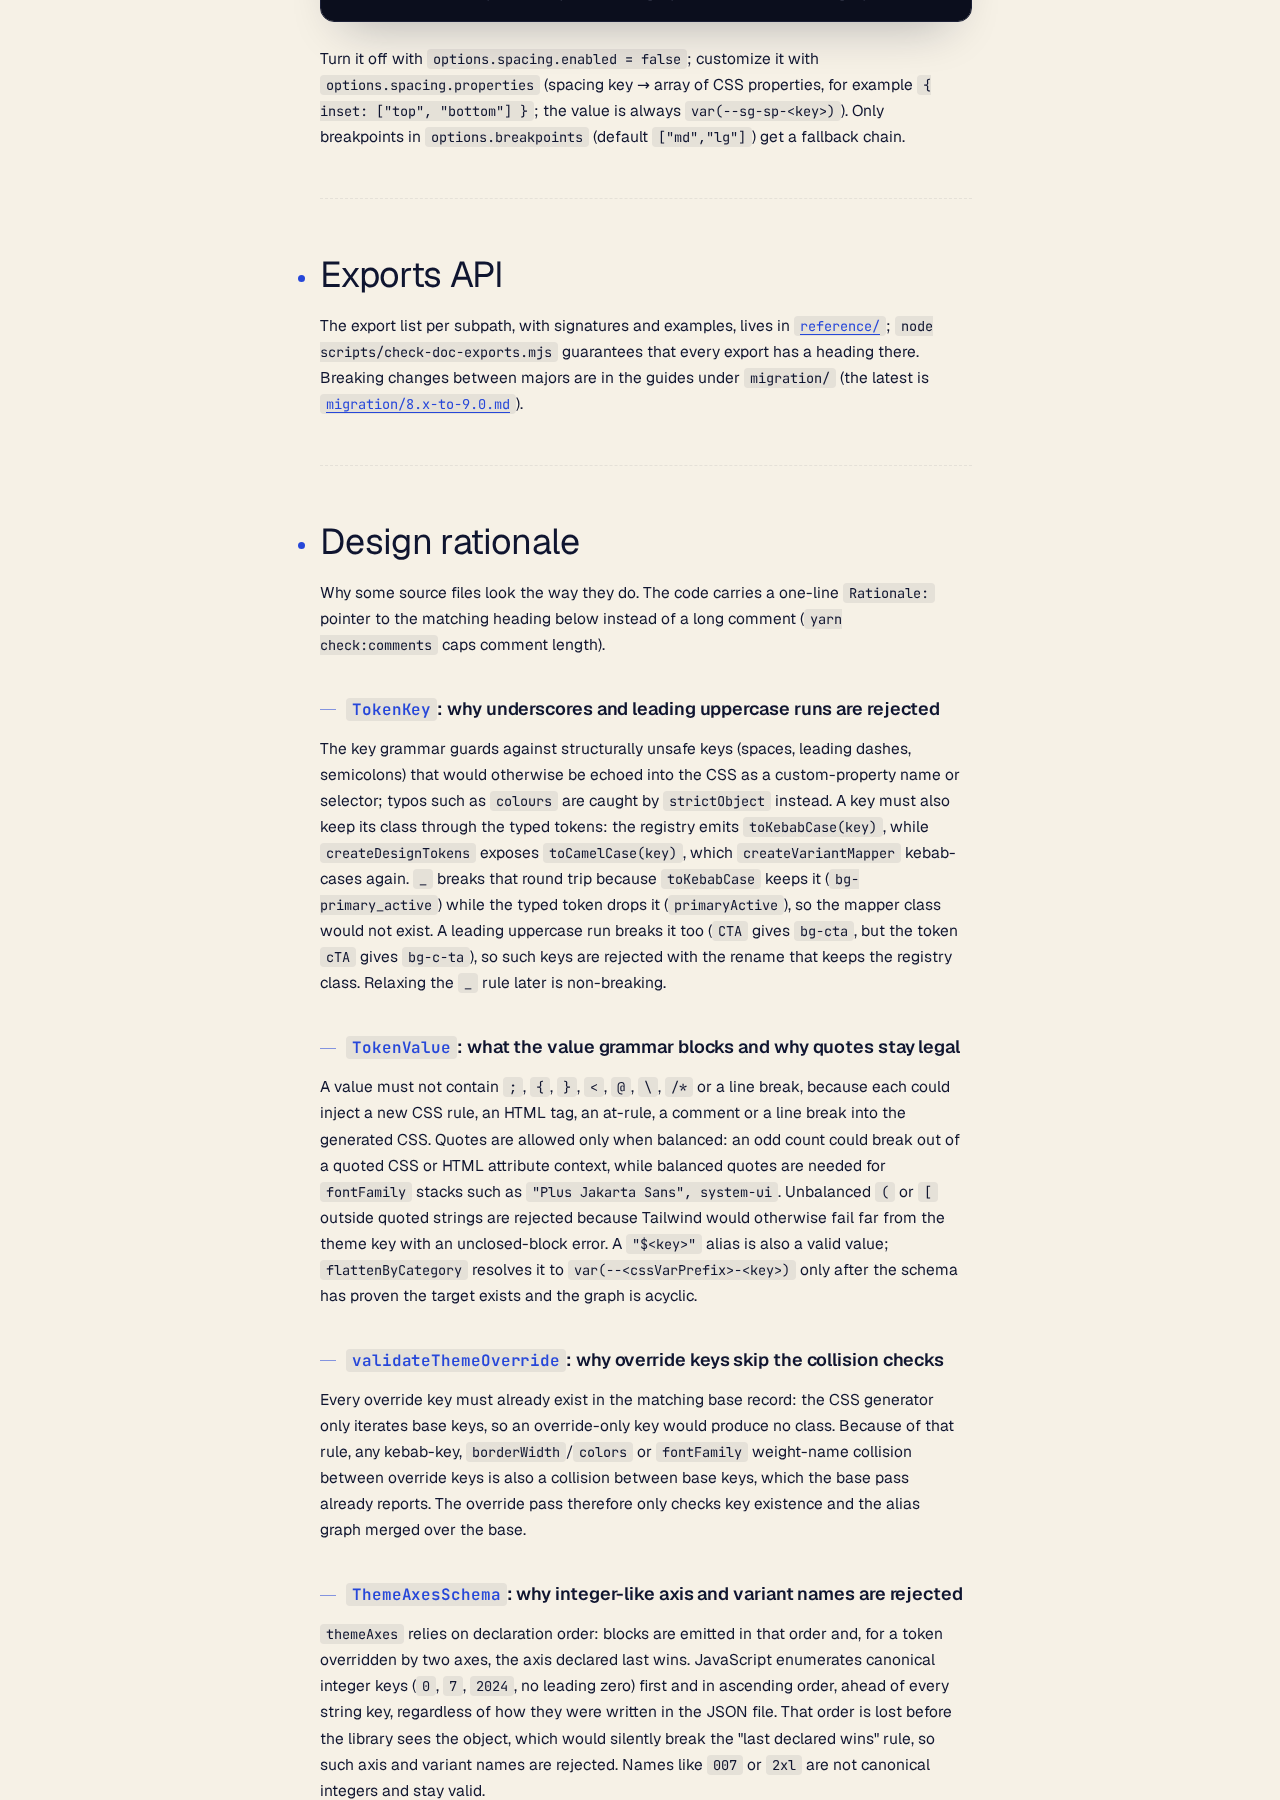 Turn it off with options.spacing.enabled = false; customize it with
options.spacing.properties (spacing key → array of CSS properties, for example {
inset: ["top", "bottom"] }; the value is always var(--sg-sp-<key>)). Only
breakpoints in options.breakpoints (default ["md","lg"]) get a fallback chain.
Exports API
The export list per subpath, with signatures and examples, lives in reference/; node
scripts/check-doc-exports.mjs guarantees that every export has a heading there.
Breaking changes between majors are in the guides under migration/ (the latest is
migration/8.x-to-9.0.md).
Design rationale
Why some source files look the way they do. The code carries a one-line Rationale:
pointer to the matching heading below instead of a long comment (yarn
check:comments caps comment length).
— TokenKey: why underscores and leading uppercase runs are rejected
The key grammar guards against structurally unsafe keys (spaces, leading dashes,
semicolons) that would otherwise be echoed into the CSS as a custom-property name or
selector; typos such as colours are caught by strictObject instead. A key must also
keep its class through the typed tokens: the registry emits toKebabCase(key), while
createDesignTokens exposes toCamelCase(key), which createVariantMapper kebab-
cases again. _ breaks that round trip because toKebabCase keeps it (bg-
primary_active) while the typed token drops it (primaryActive), so the mapper class
would not exist. A leading uppercase run breaks it too (CTA gives bg-cta, but the token
cTA gives bg-c-ta), so such keys are rejected with the rename that keeps the registry
class. Relaxing the _ rule later is non-breaking.
— TokenValue: what the value grammar blocks and why quotes stay legal
A value must not contain ;, {, }, <, @, \, /* or a line break, because each could
inject a new CSS rule, an HTML tag, an at-rule, a comment or a line break into the
generated CSS. Quotes are allowed only when balanced: an odd count could break out of
a quoted CSS or HTML attribute context, while balanced quotes are needed for
fontFamily stacks such as "Plus Jakarta Sans", system-ui. Unbalanced ( or [
outside quoted strings are rejected because Tailwind would otherwise fail far from the
theme key with an unclosed-block error. A "$<key>" alias is also a valid value;
flattenByCategory resolves it to var(--<cssVarPrefix>-<key>) only after the schema
has proven the target exists and the graph is acyclic.
— validateThemeOverride: why override keys skip the collision checks
Every override key must already exist in the matching base record: the CSS generator
only iterates base keys, so an override-only key would produce no class. Because of that
rule, any kebab-key, borderWidth/colors or fontFamily weight-name collision
between override keys is also a collision between base keys, which the base pass
already reports. The override pass therefore only checks key existence and the alias
graph merged over the base.
— ThemeAxesSchema: why integer-like axis and variant names are rejected
themeAxes relies on declaration order: blocks are emitted in that order and, for a token
overridden by two axes, the axis declared last wins. JavaScript enumerates canonical
integer keys (0, 7, 2024, no leading zero) first and in ascending order, ahead of every
string key, regardless of how they were written in the JSON file. That order is lost before
the library sees the object, which would silently break the "last declared wins" rule, so
such axis and variant names are rejected. Names like 007 or 2xl are not canonical
integers and stay valid.